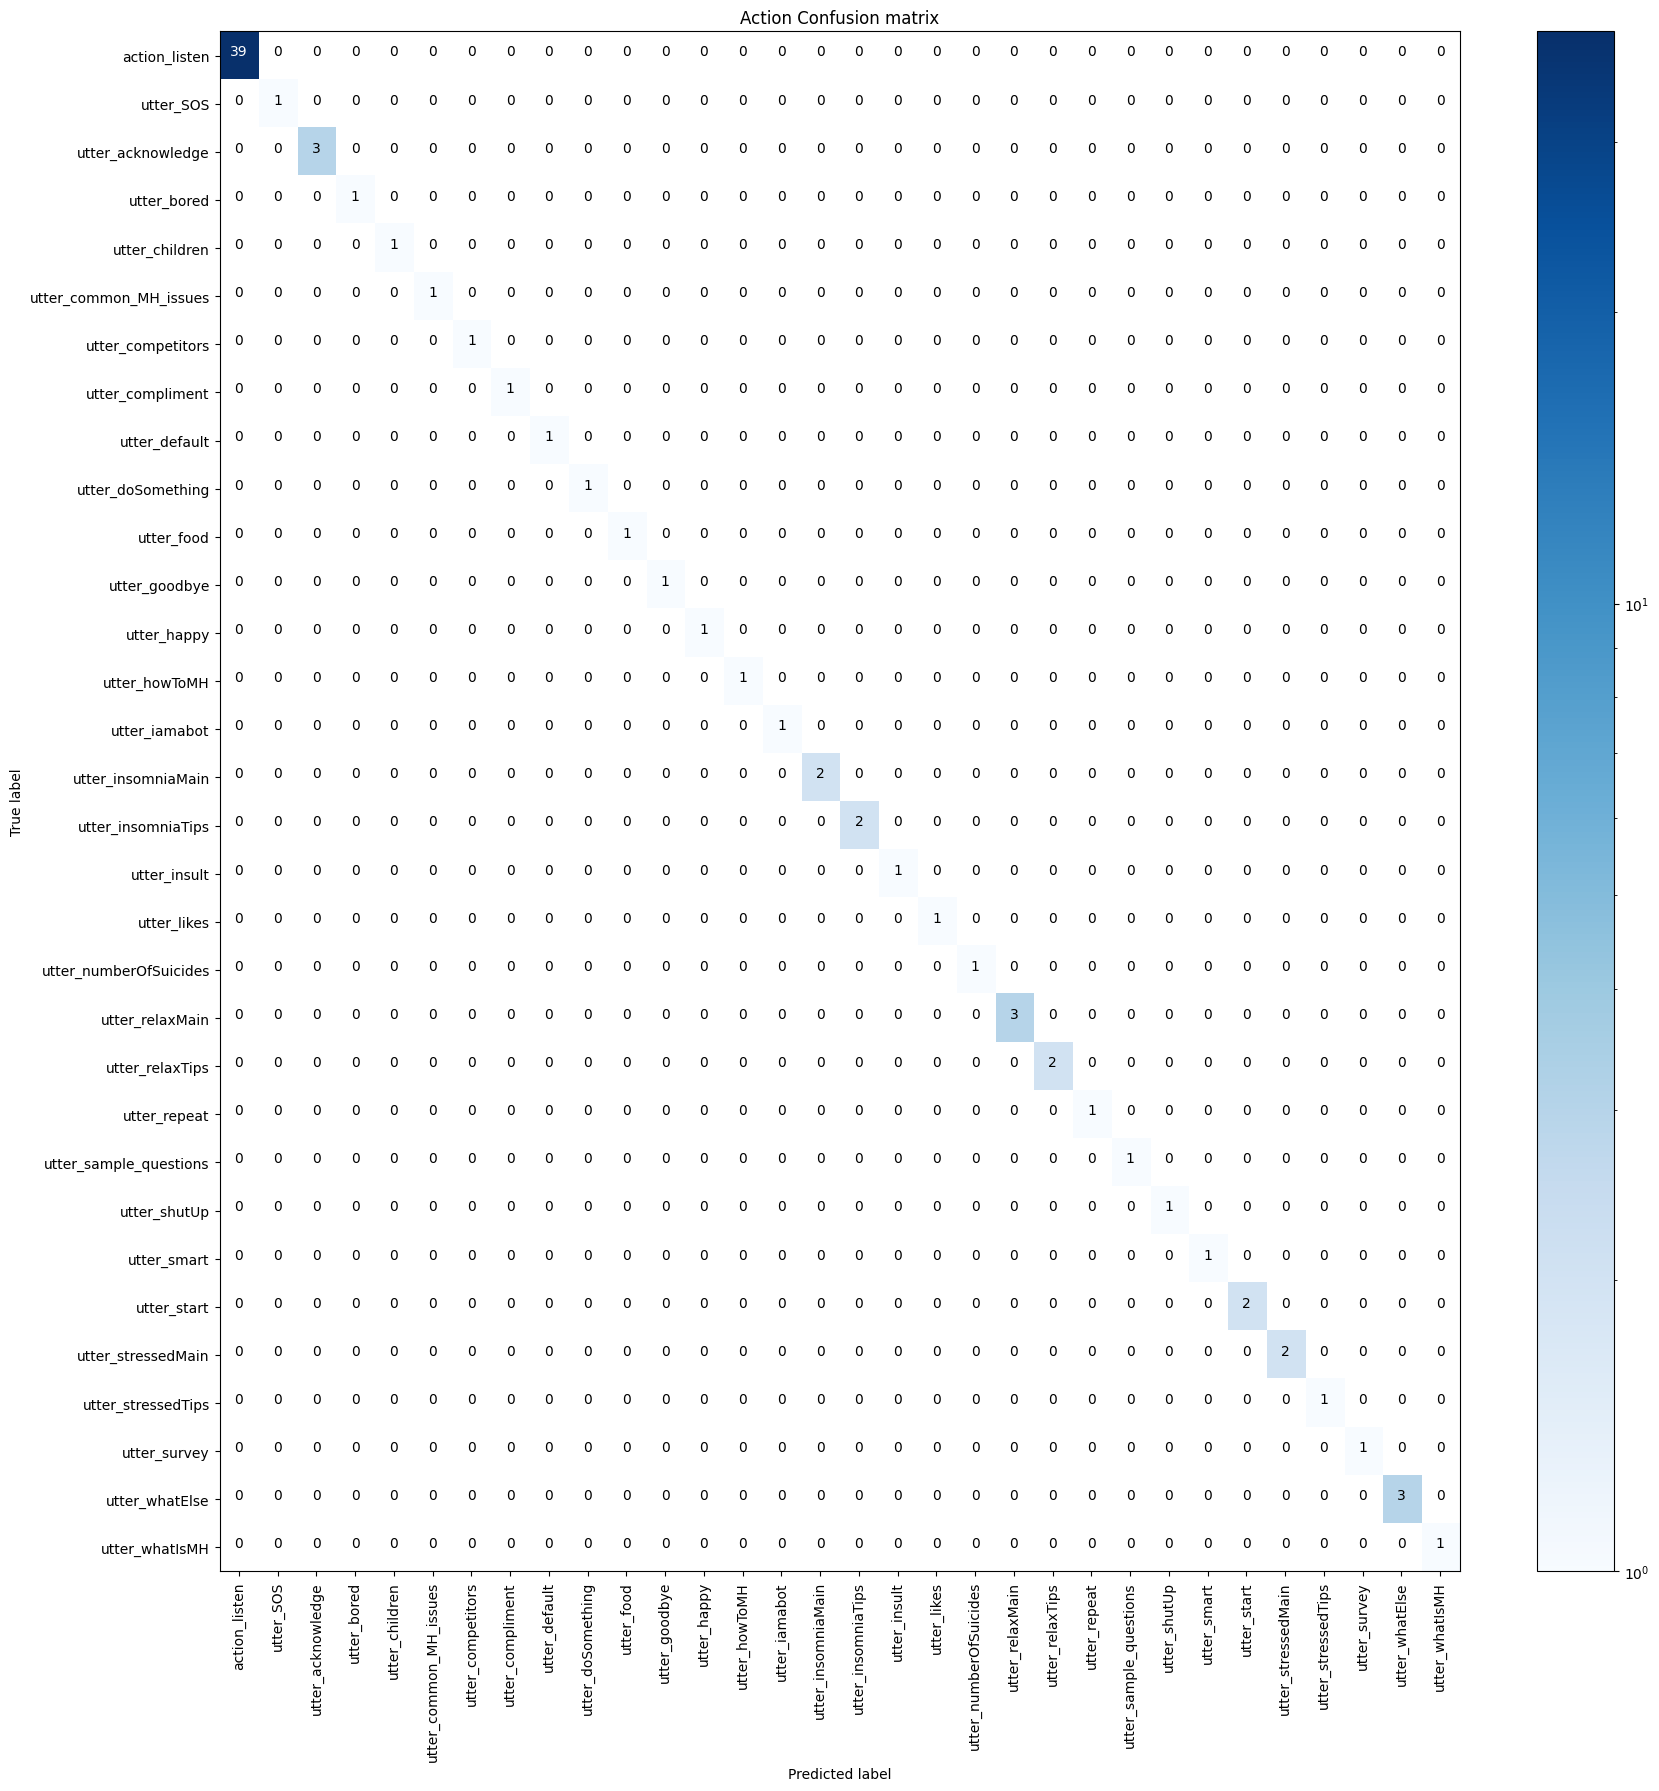 Action Confusion matrix
True label
action_listen 39 0 0 0 0 0 0 0 0 0 0 0 0 0 0 0 0 0 0 0 0 0 0 0 0 0 0 0 0 0 0 0
utter_SOS 0 1 0 0 0 0 0 0 0 0 0 0 0 0 0 0 0 0 0 0 0 0 0 0 0 0 0 0 0 0 0 0
utter_acknowledge 0 0 3 0 0 0 0 0 0 0 0 0 0 0 0 0 0 0 0 0 0 0 0 0 0 0 0 0 0 0 0 0
utter_bored 0 0 0 1 0 0 0 0 0 0 0 0 0 0 0 0 0 0 0 0 0 0 0 0 0 0 0 0 0 0 0 0
utter_children 0 0 0 0 1 0 0 0 0 0 0 0 0 0 0 0 0 0 0 0 0 0 0 0 0 0 0 0 0 0 0 0
utter_common_MH_issues 0 0 0 0 0 1 0 0 0 0 0 0 0 0 0 0 0 0 0 0 0 0 0 0 0 0 0 0 0 0 0 0
utter_competitors 0 0 0 0 0 0 1 0 0 0 0 0 0 0 0 0 0 0 0 0 0 0 0 0 0 0 0 0 0 0 0 0
utter_compliment 0 0 0 0 0 0 0 1 0 0 0 0 0 0 0 0 0 0 0 0 0 0 0 0 0 0 0 0 0 0 0 0
utter_default 0 0 0 0 0 0 0 0 1 0 0 0 0 0 0 0 0 0 0 0 0 0 0 0 0 0 0 0 0 0 0 0
utter_doSomething 0 0 0 0 0 0 0 0 0 1 0 0 0 0 0 0 0 0 0 0 0 0 0 0 0 0 0 0 0 0 0 0
utter_food 0 0 0 0 0 0 0 0 0 0 1 0 0 0 0 0 0 0 0 0 0 0 0 0 0 0 0 0 0 0 0 0
utter_goodbye 0 0 0 0 0 0 0 0 0 0 0 1 0 0 0 0 0 0 0 0 0 0 0 0 0 0 0 0 0 0 0 0
utter_happy 0 0 0 0 0 0 0 0 0 0 0 0 1 0 0 0 0 0 0 0 0 0 0 0 0 0 0 0 0 0 0 0
utter_howToMH 0 0 0 0 0 0 0 0 0 0 0 0 0 1 0 0 0 0 0 0 0 0 0 0 0 0 0 0 0 0 0 0
utter_iamabot 0 0 0 0 0 0 0 0 0 0 0 0 0 0 1 0 0 0 0 0 0 0 0 0 0 0 0 0 0 0 0 0
utter_insomniaMain 0 0 0 0 0 0 0 0 0 0 0 0 0 0 0 2 0 0 0 0 0 0 0 0 0 0 0 0 0 0 0 0
utter_insomniaTips 0 0 0 0 0 0 0 0 0 0 0 0 0 0 0 0 2 0 0 0 0 0 0 0 0 0 0 0 0 0 0 0
utter_insult 0 0 0 0 0 0 0 0 0 0 0 0 0 0 0 0 0 1 0 0 0 0 0 0 0 0 0 0 0 0 0 0
utter_likes 0 0 0 0 0 0 0 0 0 0 0 0 0 0 0 0 0 0 1 0 0 0 0 0 0 0 0 0 0 0 0 0
utter_numberOfSuicides 0 0 0 0 0 0 0 0 0 0 0 0 0 0 0 0 0 0 0 1 0 0 0 0 0 0 0 0 0 0 0 0
utter_relaxMain 0 0 0 0 0 0 0 0 0 0 0 0 0 0 0 0 0 0 0 0 3 0 0 0 0 0 0 0 0 0 0 0
utter_relaxTips 0 0 0 0 0 0 0 0 0 0 0 0 0 0 0 0 0 0 0 0 0 2 0 0 0 0 0 0 0 0 0 0
utter_repeat 0 0 0 0 0 0 0 0 0 0 0 0 0 0 0 0 0 0 0 0 0 0 1 0 0 0 0 0 0 0 0 0
utter_sample_questions 0 0 0 0 0 0 0 0 0 0 0 0 0 0 0 0 0 0 0 0 0 0 0 1 0 0 0 0 0 0 0 0
utter_shutUp 0 0 0 0 0 0 0 0 0 0 0 0 0 0 0 0 0 0 0 0 0 0 0 0 1 0 0 0 0 0 0 0
utter_smart 0 0 0 0 0 0 0 0 0 0 0 0 0 0 0 0 0 0 0 0 0 0 0 0 0 1 0 0 0 0 0 0
utter_start 0 0 0 0 0 0 0 0 0 0 0 0 0 0 0 0 0 0 0 0 0 0 0 0 0 0 2 0 0 0 0 0
utter_stressedMain 0 0 0 0 0 0 0 0 0 0 0 0 0 0 0 0 0 0 0 0 0 0 0 0 0 0 0 2 0 0 0 0
utter_stressedTips 0 0 0 0 0 0 0 0 0 0 0 0 0 0 0 0 0 0 0 0 0 0 0 0 0 0 0 0 1 0 0 0
utter_survey 0 0 0 0 0 0 0 0 0 0 0 0 0 0 0 0 0 0 0 0 0 0 0 0 0 0 0 0 0 1 0 0
utter_whatElse 0 0 0 0 0 0 0 0 0 0 0 0 0 0 0 0 0 0 0 0 0 0 0 0 0 0 0 0 0 0 3 0
utter_whatIsMH 0 0 0 0 0 0 0 0 0 0 0 0 0 0 0 0 0 0 0 0 0 0 0 0 0 0 0 0 0 0 0 1
action_listen
utter_SOS
utter_acknowledge
utter_bored
utter_children
utter_common_MH_issues
utter_competitors
utter_compliment
utter_default
utter_doSomething
utter_food
utter_goodbye
utter_happy
utter_howToMH
utter_iamabot
utter_insomniaMain
utter_insomniaTips
utter_insult
utter_likes
utter_numberOfSuicides
utter_relaxMain
utter_relaxTips
utter_repeat
utter_sample_questions
utter_shutUp
utter_smart
utter_start
utter_stressedMain
utter_stressedTips
utter_survey
utter_whatElse
utter_whatIsMH
Predicted label
10¹
10⁰